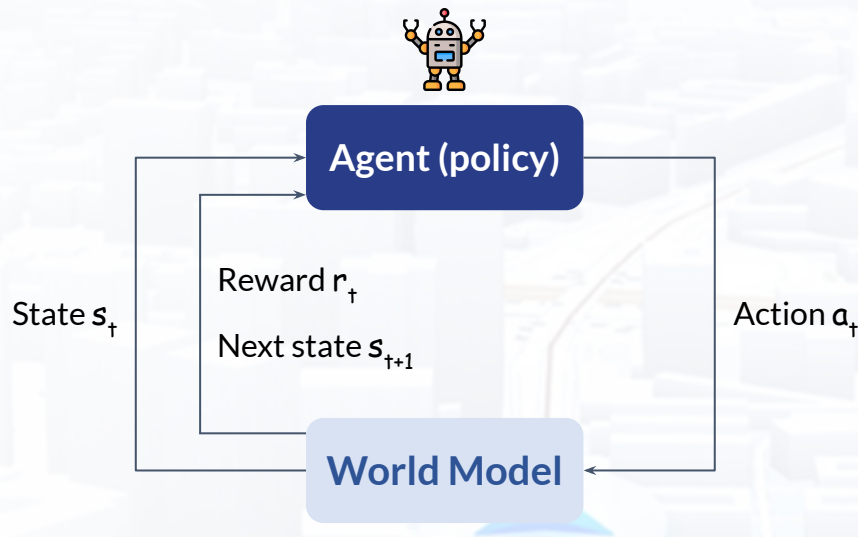 Agent (policy)
Reward rₜ
State sₜ
Action aₜ
Next state sₜ₊₁
World Model